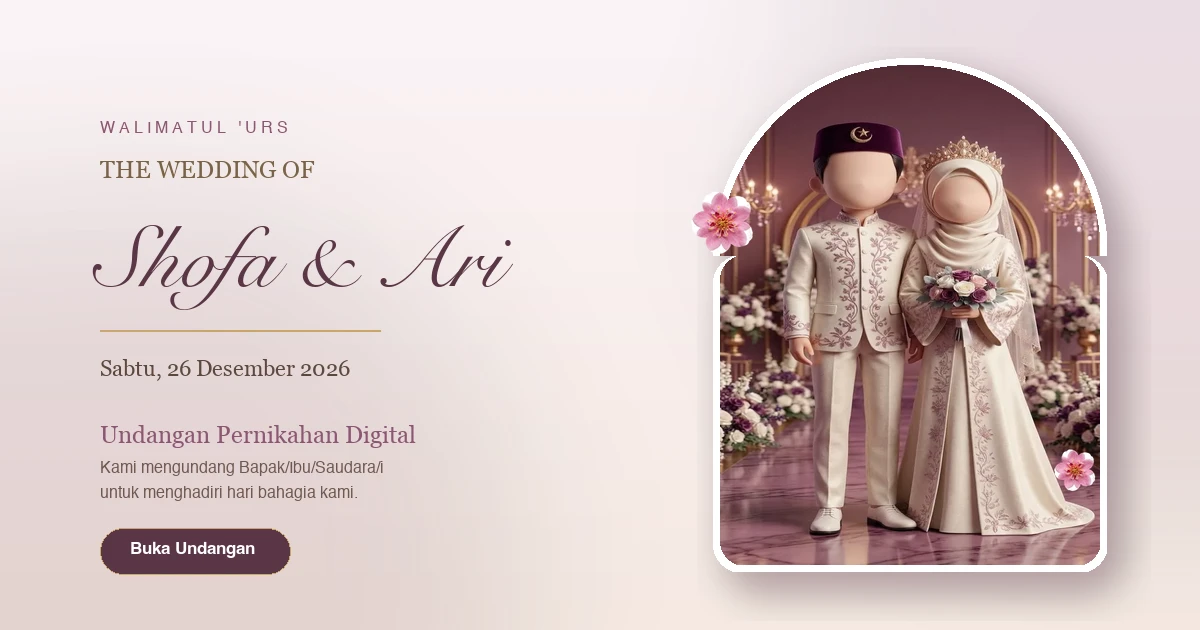 WALIMATUL 'URS
THE WEDDING OF
Shofa & Ari
Sabtu, 26 Desember 2026
Undangan Pernikahan Digital
Kami mengundang Bapak/Ibu/Saudara/i
untuk menghadiri hari bahagia kami.
Buka Undangan